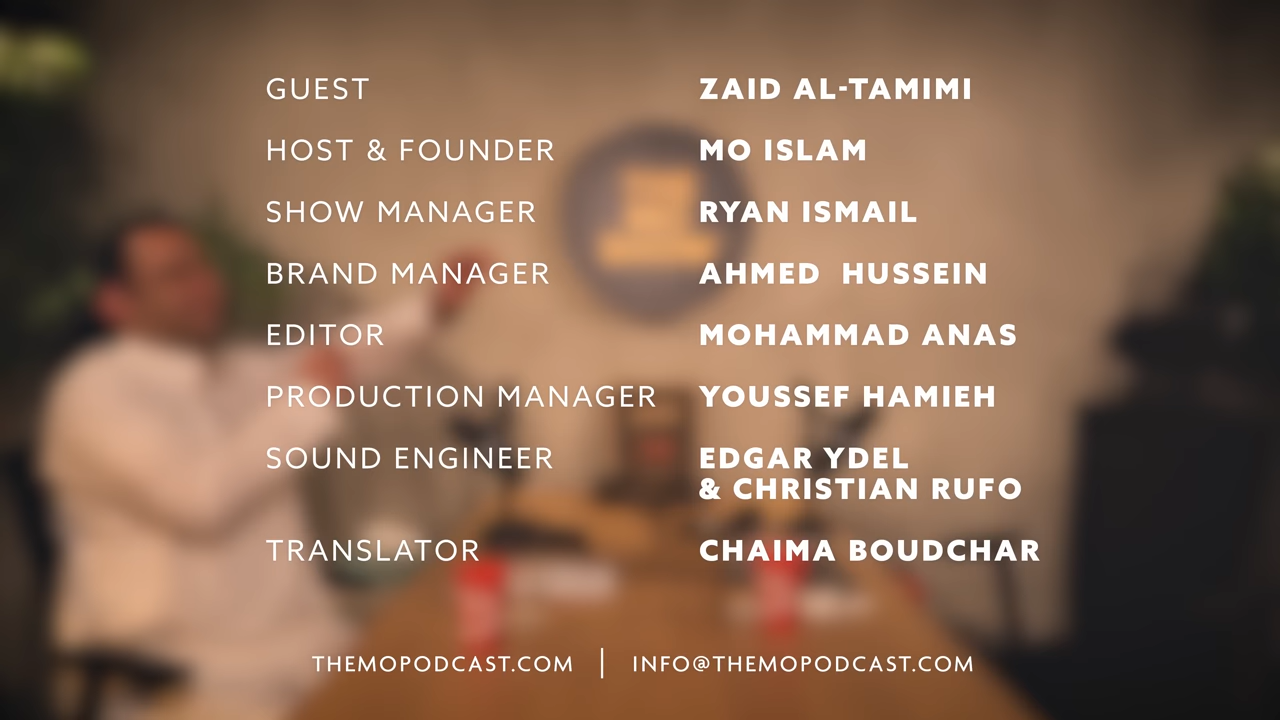 GUEST ZAID AL-TAMIMI
HOST & FOUNDER MO ISLAM
SHOW MANAGER RYAN ISMAIL
BRAND MANAGER AHMED HUSSEIN
EDITOR MOHAMMAD ANAS
PRODUCTION MANAGER YOUSSEF HAMIEH
SOUND ENGINEER EDGAR YDEL
& CHRISTIAN RUFO
TRANSLATOR CHAIMA BOUDCHAR
THEMOPODCAST.COM | INFO@THEMOPODCAST.COM